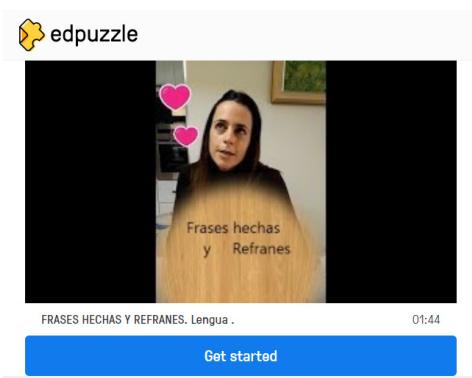 edpuzzle
Frases hechas
y Refranes
FRASES HECHAS Y REFRANES. Lengua .
01:44
Get started